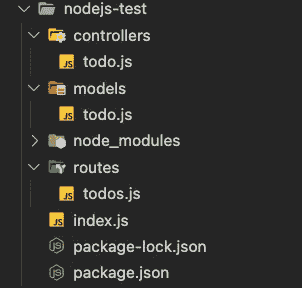 nodejs-test
controllers
JS todo.js
models
JS todo.js
node_modules
routes
JS todos.js
JS index.js
package-lock.json
package.json